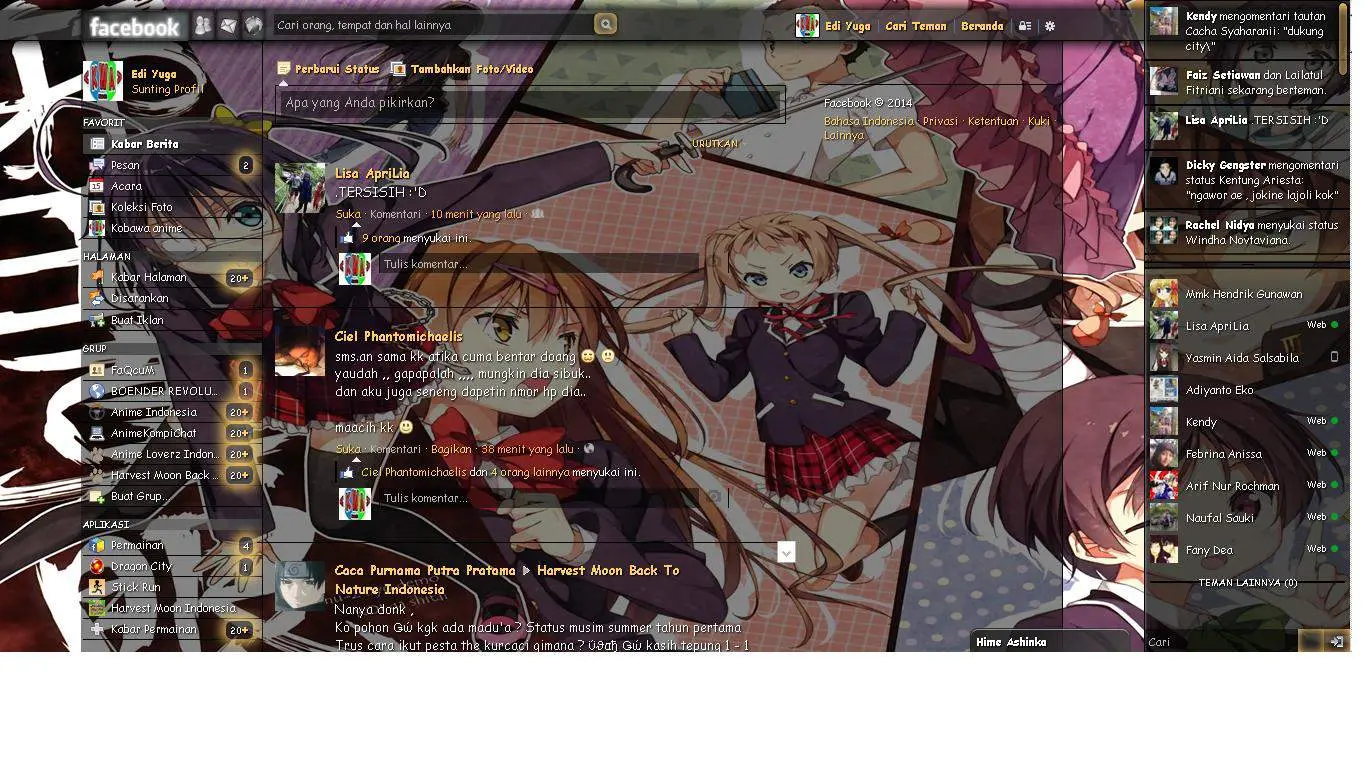 facebook
Cari orang, tempat dan hal lainnya
Edi Yuga
Cari Teman
Beranda
Edi Yuga
Sunting Profil
FAVORIT
Kabar Berita
Pesan 2
Acara
Koleksi Foto
Kobawa anime
HALAMAN
Kabar Halaman 20+
Disarankan
Buat Iklan
GRUP
FaQcuM 1
BOENDER REVOLU... 1
Anime Indonesia 20+
AnimeKompiChat 20+
Anime Loverz Indon... 20+
Harvest Moon Back ... 20+
Buat Grup...
APLIKASI
Permainan 4
Dragon City 1
Stick Run
Harvest Moon Indonesia
Kabar Permainan 20+
Perbarui Status
Tambahkan Foto/Video
Apa yang Anda pikirkan?
URUTKAN
Lisa ApriLia
.TERSISIH :'D
Suka · Komentari · 10 menit yang lalu ·
9 orang menyukai ini.
Tulis komentar...
Ciel Phantomichaelis
sms.an sama kk atika cuma bentar doang
yaudah ,, gapapalah ,,,, mungkin dia sibuk..
dan aku juga seneng dapetin nmor hp dia..
maacih kk
Suka · Komentari · Bagikan · 38 menit yang lalu ·
Ciel Phantomichaelis dan 4 orang lainnya menyukai ini.
Tulis komentar...
Caca Purnama Putra Pratama ▶ Harvest Moon Back To
Nature Indonesia
Nanya donk ,
Ko pohon Gώ kgk ada madu'a ? Status musim summer tahun pertama
Trus cara ikut pesta the kurcaci gimana ? Gώ kasih tepung 1 - 1
Facebook © 2014
Bahasa Indonesia · Privasi · Ketentuan · Kuki ·
Lainnya
Kendy mengomentari tautan
Cacha Syaharanii: "dukung
city\"
Faiz Setiawan dan Lailatul
Fitriani sekarang berteman.
Lisa ApriLia .TERSISIH :'D
Dicky Gengster mengomentari
status Kentung Ariesta:
"ngawor ae , jokine lajoli kok"
Rachel Nidya menyukai status
Windha Novtaviana.
Mmk Hendrik Gunawan
Lisa ApriLia Web
Yasmin Aida Salsabila
Adiyanto Eko
Kendy Web
Febrina Anissa Web
Arif Nur Rochman Web
Naufal Sauki Web
Fany Dea Web
TEMAN LAINNYA (0)
Hime Ashinka
Cari